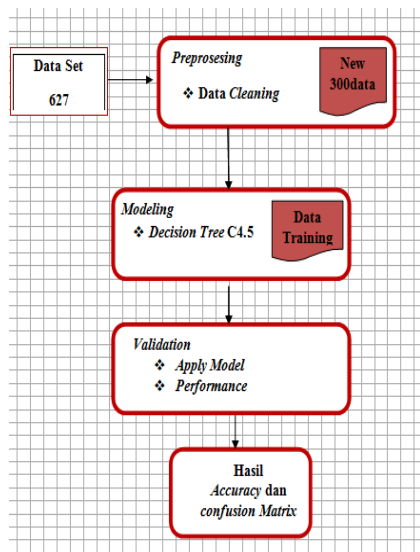 Data Set
627
Preprosesing
❖ Data Cleaning
New
300data
Modeling
❖ Decision Tree C4.5
Data
Training
Validation
❖ Apply Model
❖ Performance
Hasil
Accuracy dan
confusion Matrix